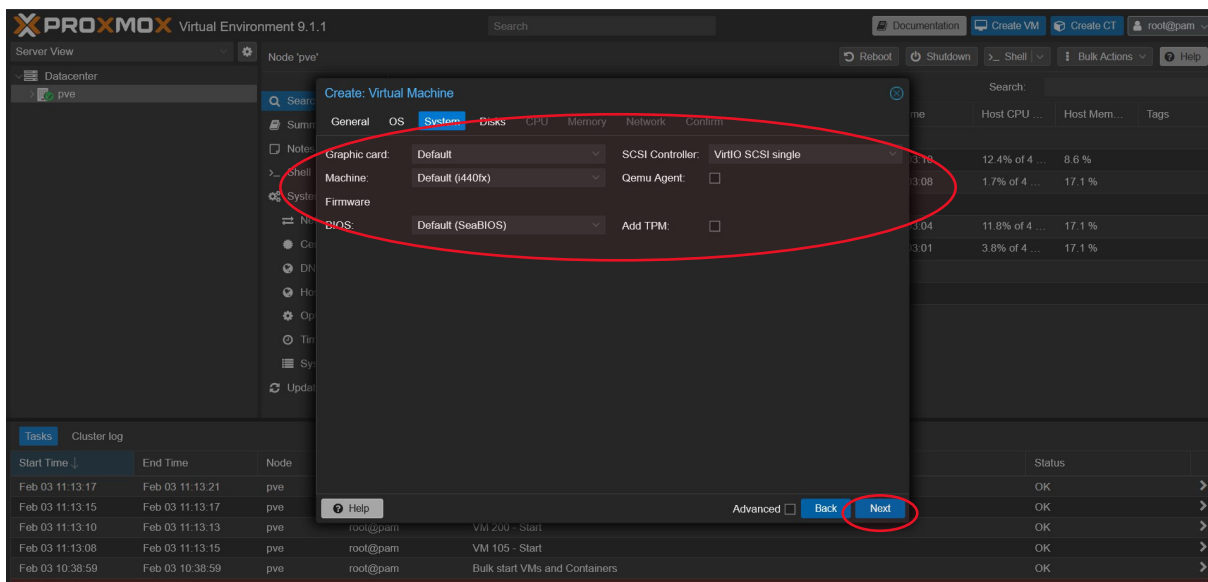 PROXMOX Virtual Environment 9.1.1
Search
Documentation
Create VM
Create CT
root@pam
Server View
Node 'pve'
Reboot
Shutdown
>_ Shell
Bulk Actions
Help
Datacenter
pve
Search:
Create: Virtual Machine
General OS System Disks CPU Memory Network Confirm
Host CPU ...
Host Mem...
Tags
Summ
Notes
>_ Shell
Graphic card: Default
SCSI Controller: VirtIO SCSI single
12.4% of 4 ... 8.6 %
Machine: Default (i440fx)
Qemu Agent:
03:08 1.7% of 4 ... 17.1 %
Firmware
BIOS: Default (SeaBIOS)
Add TPM:
11.8% of 4 ... 17.1 %
3.8% of 4 ... 17.1 %
Updat
Help
Advanced
Back
Next
Tasks
Cluster log
Start Time ↓ End Time Node Status
Feb 03 11:13:17 Feb 03 11:13:21 pve OK
Feb 03 11:13:15 Feb 03 11:13:17 pve OK
Feb 03 11:13:10 Feb 03 11:13:13 pve root@pam VM 200 - Start OK
Feb 03 11:13:08 Feb 03 11:13:15 pve root@pam VM 105 - Start OK
Feb 03 10:38:59 Feb 03 10:38:59 pve root@pam Bulk start VMs and Containers OK